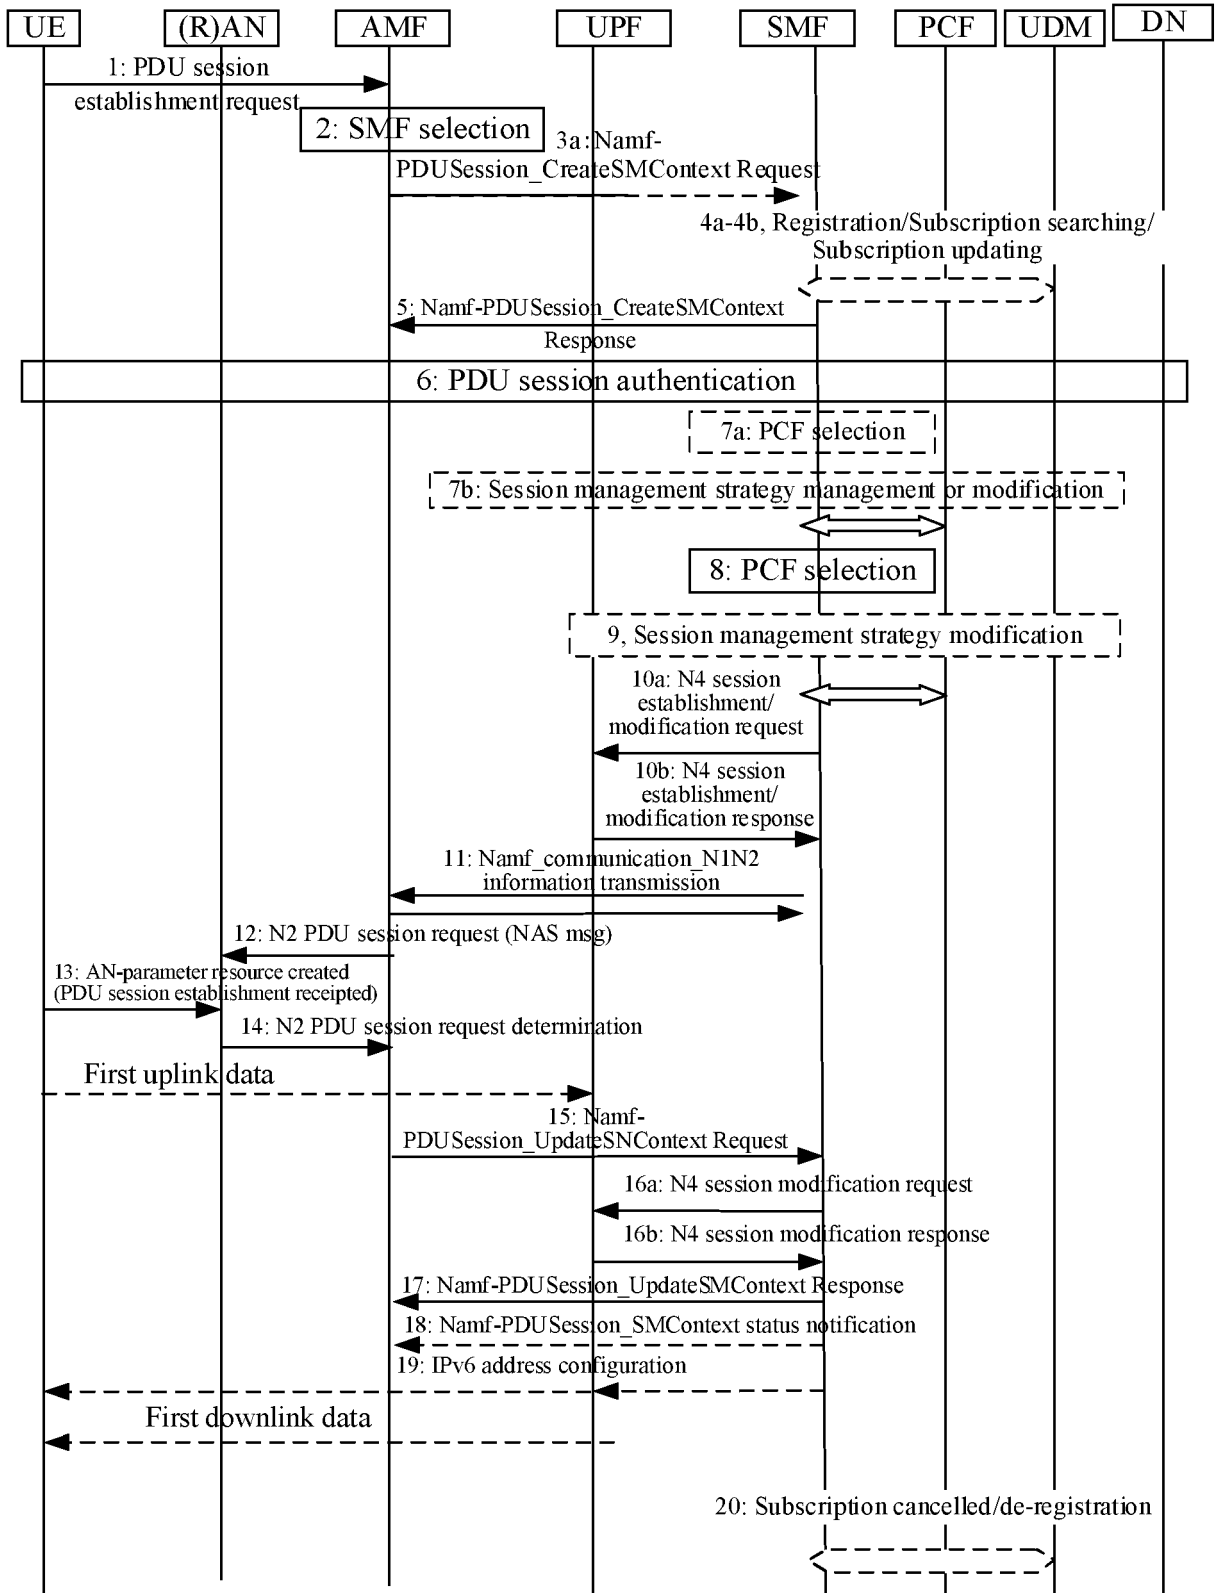 UE (R)AN AMF UPF SMF PCF UDM DN
1: PDU session
establishment request
2: SMF selection
3a:Namf-
PDUSession_CreateSMContext Request
4a-4b, Registration/Subscription searching/
Subscription updating
5: Namf-PDUSession_CreateSMContext
Response
6: PDU session authentication
7a: PCF selection
7b: Session management strategy management or modification
8: PCF selection
9, Session management strategy modification
10a: N4 session
establishment/
modification request
10b: N4 session
establishment/
modification response
11: Namf_communication_N1N2
information transmission
12: N2 PDU session request (NAS msg)
13: AN-parameter resource created
(PDU session establishment receipted)
14: N2 PDU session request determination
First uplink data
15: Namf-
PDUSession_UpdateSNContext Request
16a: N4 session modification request
16b: N4 session modification response
17: Namf-PDUSession_UpdateSMContext Response
18: Namf-PDUSession_SMContext status notification
19: IPv6 address configuration
First downlink data
20: Subscription cancelled/de-registration